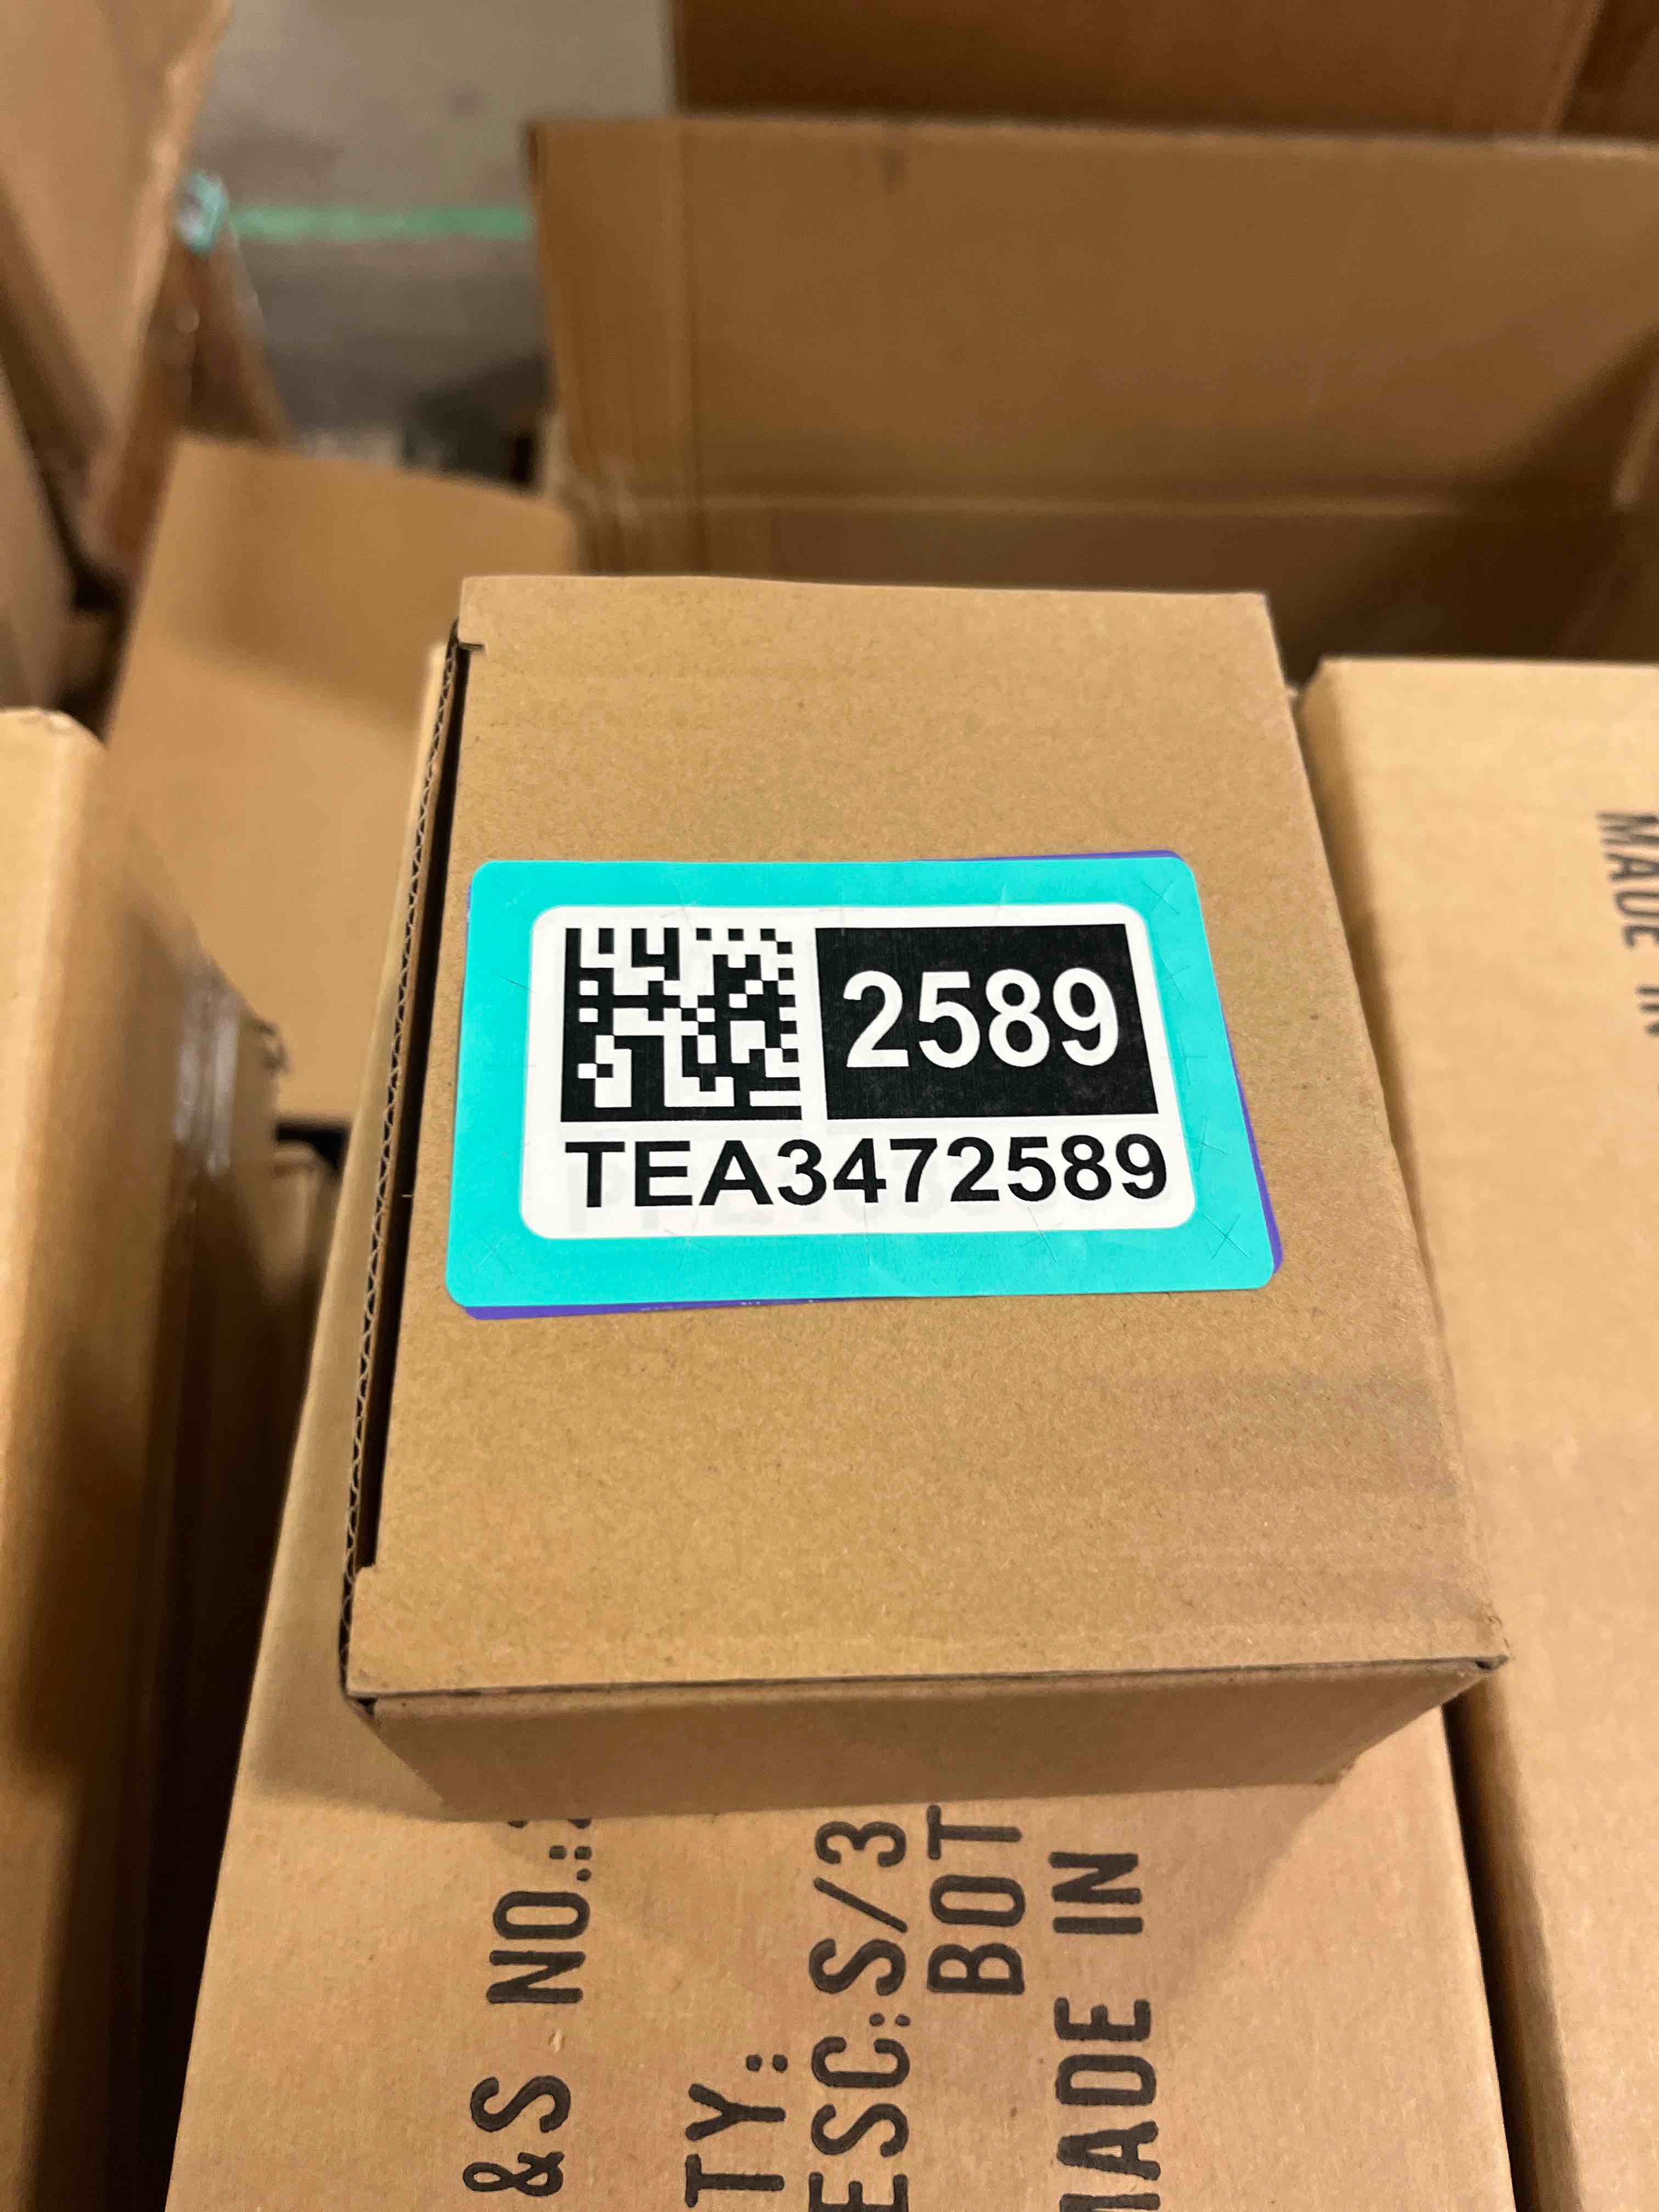 2589
TEA3472589
&S NO.:
TY:
ESC:S/3
BOT
MADE IN
MADE IN